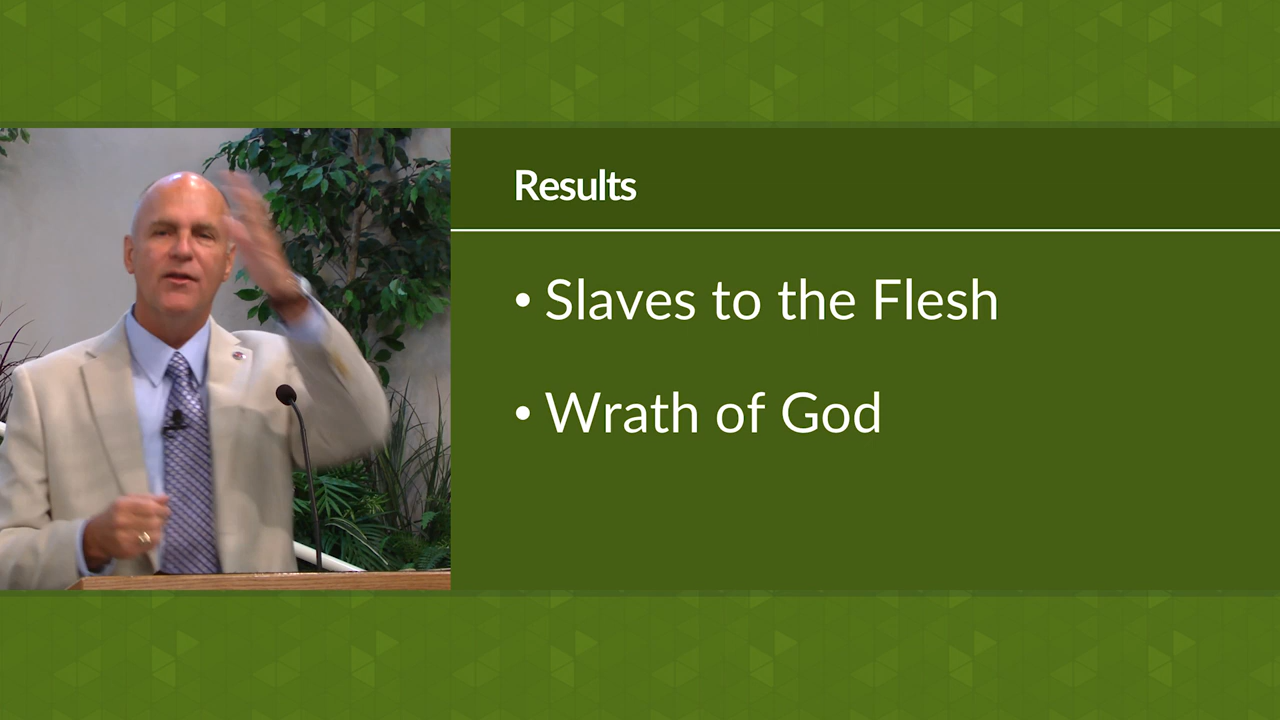 Results
• Slaves to the Flesh
• Wrath of God